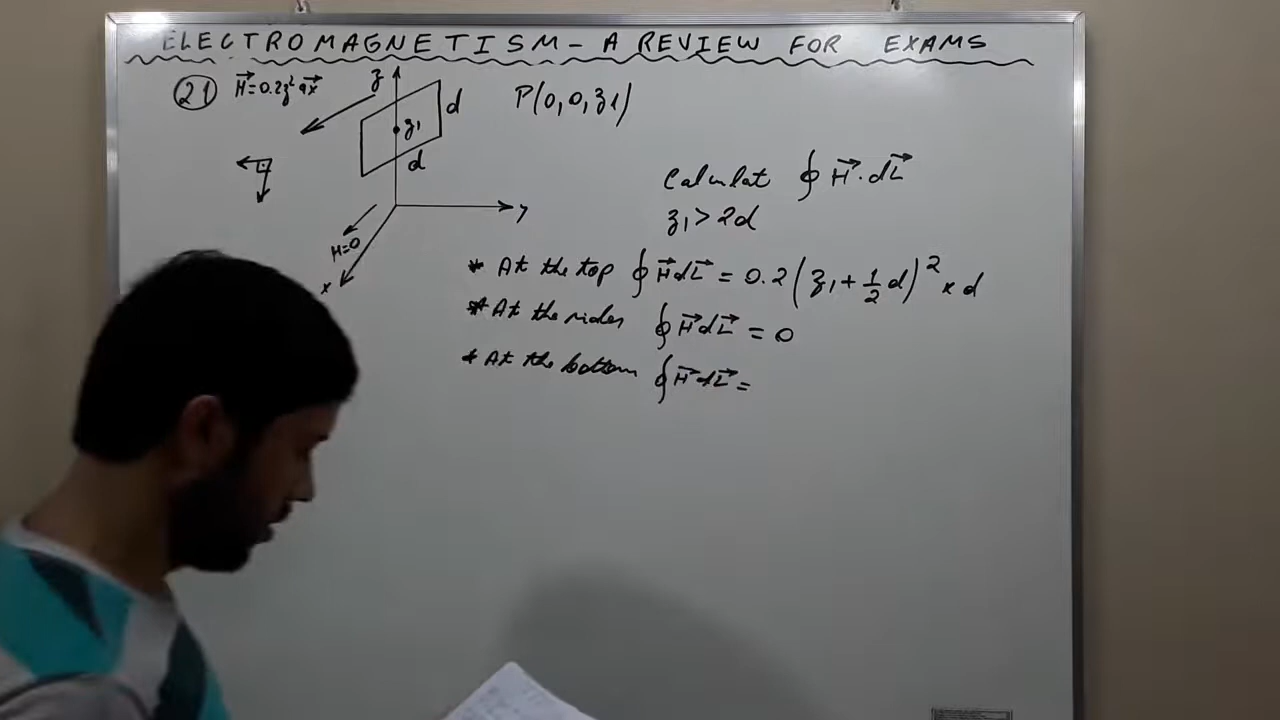 ELECTROMAGNETISM - A REVIEW FOR EXAMS
21 H⃗ = 0.2z² ax⃗
z
d
P(0,0,z1)
z1
d
Calculat ∮ H⃗ · dL⃗
z1 > 2d
y
H=0
x
* At the top ∮ H⃗ dL⃗ = 0.2 (z1 + 1/2 d)² × d
* At the sides ∮ H⃗ dL⃗ = 0
* At the bottom ∮ H⃗ dL⃗ =